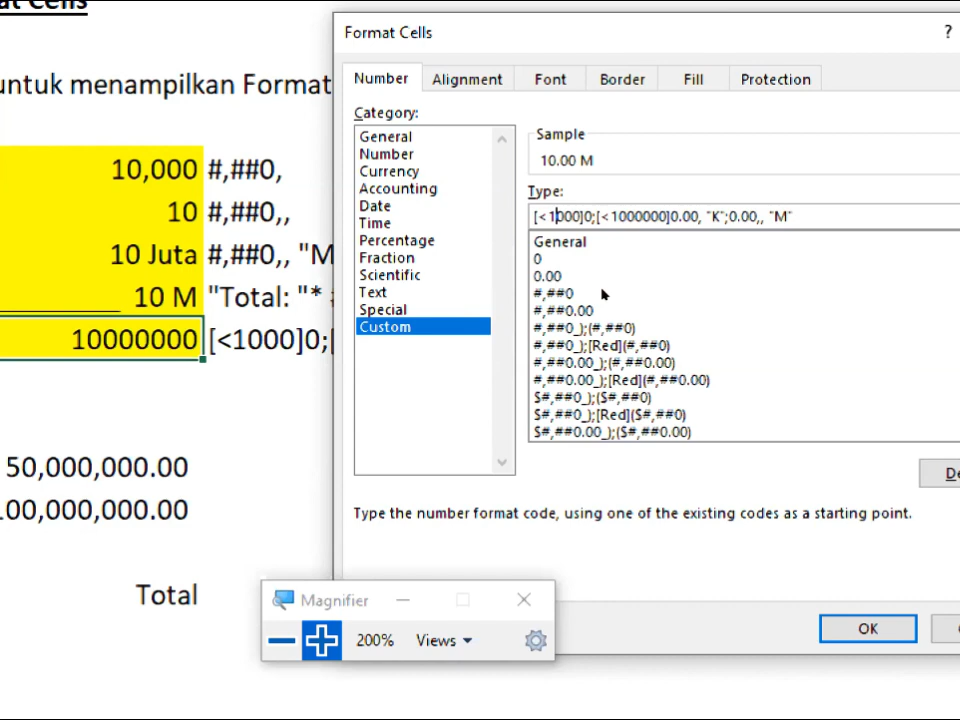 at Cells
untuk menampilkan Format
10,000 #,##0,
10 #,##0,,
10 Juta #,##0,, "M
10 M "Total: "*
10000000 [<1000]0;[
50,000,000.00
100,000,000.00
Total
Format Cells
?
Number Alignment Font Border Fill Protection
Category:
General
Number
Currency
Accounting
Date
Time
Percentage
Fraction
Scientific
Text
Special
Custom
Sample
10.00 M
Type:
[<1000]0;[<1000000]0.00, "K";0.00,, "M"
General
0
0.00
#,##0
#,##0.00
#,##0_);(#,##0)
#,##0_);[Red](#,##0)
#,##0.00_);(#,##0.00)
#,##0.00_);[Red](#,##0.00)
$#,##0_);($#,##0)
$#,##0_);[Red]($#,##0)
$#,##0.00_);($#,##0.00)
De
Type the number format code, using one of the existing codes as a starting point.
OK
Magnifier
200% Views